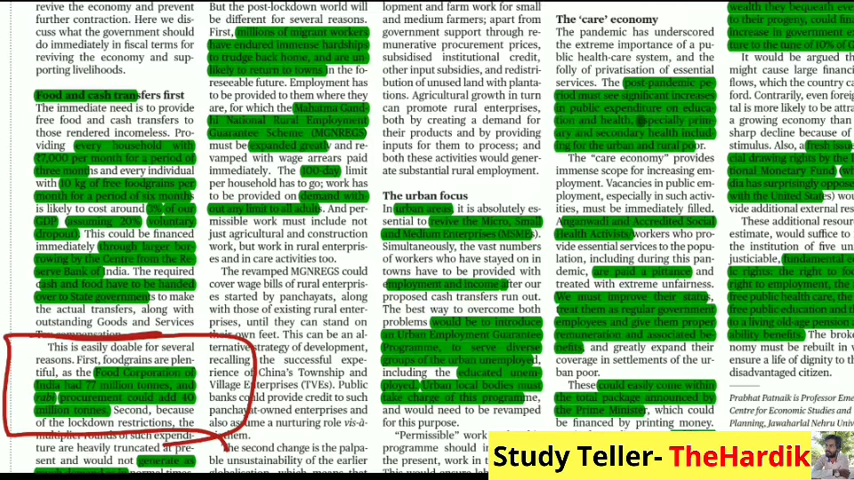 revive the economy and prevent
further contraction. Here we dis-
cuss what the government should
do immediately in fiscal terms for
reviving the economy and sup-
porting livelihoods.
Food and cash transfers first
The immediate need is to provide
free food and cash transfers to
those rendered incomeless. Pro-
viding every household with
₹7,000 per month for a period of
three months and every individual
with 10 kg of free foodgrains per
month for a period of six months
is likely to cost around 3% of our
GDP (assuming 20% voluntary
dropout). This could be financed
immediately through larger bor-
rowing by the Centre from the Re-
serve Bank of India. The required
cash and food have to be handed
over to State governments to make
the actual transfers, along with
outstanding Goods and Services
Tax compensation.
This is easily doable for several
reasons. First, foodgrains are plen-
tiful, as the Food Corporation of
India had 77 million tonnes, and
rabi procurement could add 40
million tonnes. Second, because
of the lockdown restrictions, the
multiplier rounds of such expendi-
ture are heavily truncated at pre-
sent and would not generate as
But the post-lockdown world will
be different for several reasons.
First, millions of migrant workers
have endured immense hardships
to trudge back home, and are un-
likely to return to towns in the fo-
reseeable future. Employment has
to be provided to them where they
are, for which the Mahatma Gand-
hi National Rural Employment
Guarantee Scheme (MGNREGS)
must be expanded greatly and re-
vamped with wage arrears paid
immediately. The 100-day limit
per household has to go; work has
to be provided on demand with-
out any limit to all adults. And per-
missible work must include not
just agricultural and construction
work, but work in rural enterpris-
es and in care activities too.
The revamped MGNREGS could
cover wage bills of rural enterpris-
es started by panchayats, along
with those of existing rural enter-
prises, until they can stand on
their own feet. This can be an al-
ternative strategy of development,
recalling the successful expe-
rience of China's Township and
Village Enterprises (TVEs). Public
banks could provide credit to such
panchayat-owned enterprises and
also assume a nurturing role vis-à-
vis them.
The second change is the palpa-
ble unsustainability of the earlier
globalisation, which means that
lopment and farm work for small
and medium farmers; apart from
government support through re-
munerative procurement prices,
subsidised institutional credit,
other input subsidies, and redistri-
bution of unused land with planta-
tions. Agricultural growth in turn
can promote rural enterprises,
both by creating a demand for
their products and by providing
inputs for them to process; and
both these activities would gener-
ate substantial rural employment.
The urban focus
In urban areas, it is absolutely es-
sential to revive the Micro, Small
and Medium Enterprises (MSMEs).
Simultaneously, the vast numbers
of workers who have stayed on in
towns have to be provided with
employment and income after our
proposed cash transfers run out.
The best way to overcome both
problems would be to introduce
an Urban Employment Guarantee
Programme, to serve diverse
groups of the urban unemployed,
including the educated unem-
ployed. Urban local bodies must
take charge of this programme,
and would need to be revamped
for this purpose.
"Permissible" work
programme should in
the present, work in
The 'care' economy
The pandemic has underscored
the extreme importance of a pu-
blic health-care system, and the
folly of privatisation of essential
services. The post-pandemic pe-
riod must see significant increases
in public expenditure on educa-
tion and health, especially prim-
ary and secondary health includ-
ing for the urban and rural poor.
The "care economy" provides
immense scope for increasing em-
ployment. Vacancies in public em-
ployment, especially in such activ-
ities, must be immediately filled.
Anganwadi and Accredited Social
Health Activists workers who pro-
vide essential services to the popu-
lation, including during this pan-
demic, are paid a pittance and
treated with extreme unfairness.
We must improve their status,
treat them as regular government
employees and give them proper
remuneration and associated be-
nefits, and greatly expand their
coverage in settlements of the ur-
ban poor.
These could easily come within
the total package announced by
the Prime Minister, which could
be financed by printing money.
wealth they bequeath
to their progeny, could fina
increase in government e
ture to the tune of 10% of G
It would be argued th
might cause large financia
flows, which the country c
ford. Contrarily, even foreign
tal is more likely to be attra
a growing economy than
sharp decline because of
stimulus. Also, a fresh issue
cial drawing rights by the I
tional Monetary Fund (wh
dia has surprisingly oppose
with the United States) wou
vide additional external res
These additional resour
estimate, would suffice to
the institution of five un
justiciable, fundamental e
ic rights: the right to foo
right to employment, the
free public health care, the
free public education and t
to a living old-age pension a
ability benefits. The broke
nomy must be rebuilt in w
ensure a life of dignity to th
disadvantaged citizen.
Prabhat Patnaik is Professor Eme
Centre for Economic Studies and
Planning, Jawaharlal Nehru Univ
Study Teller- TheHardik